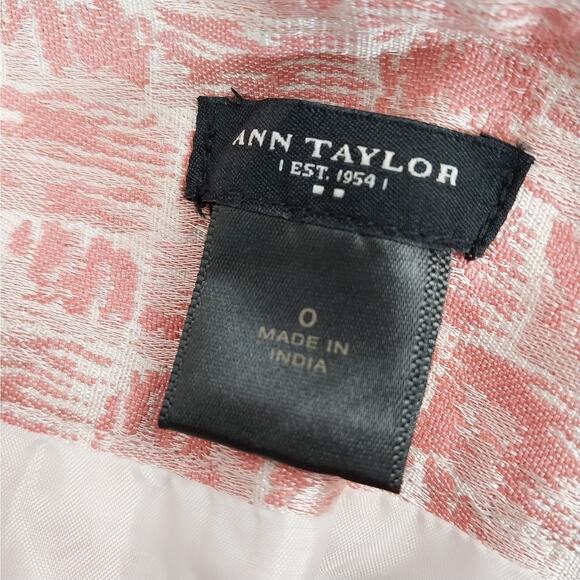 ANN TAYLOR
| EST. 1954 |
0
MADE IN
INDIA